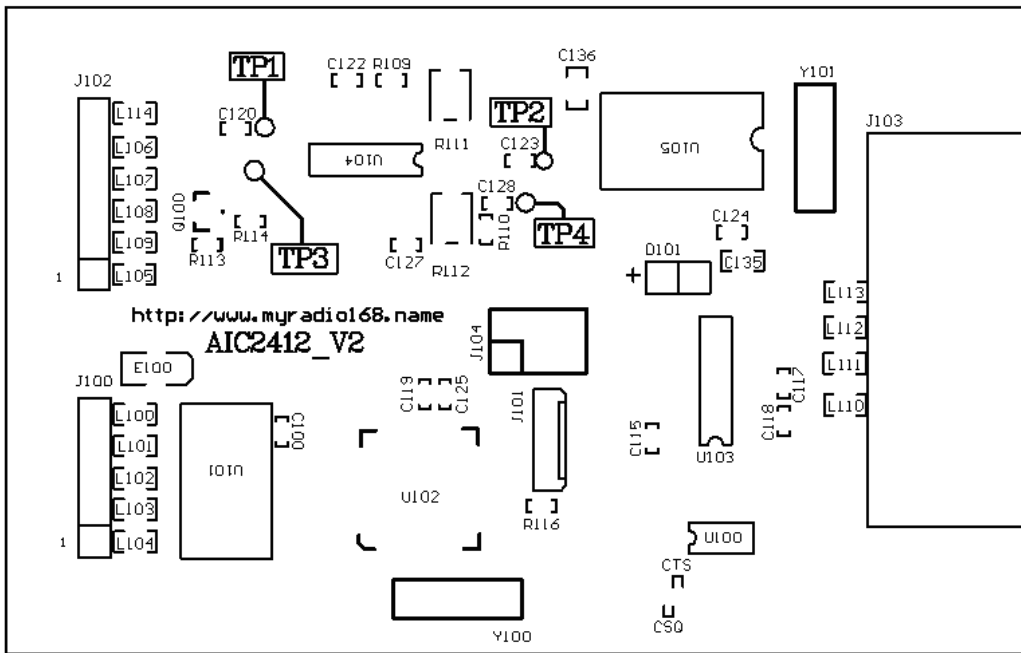 TP1
C122
R109
C136
J102
Y101
L114
C120
TP2
J103
L106
R111
C123
U104
U105
L107
C128
Q100
L108
R114
R110
C124
TP4
L109
R113
TP3
C127
R112
D101
C135
1
L105
+
http://www.myradio168.name
AIC2412_V2
J104
L113
L112
E100
J100
C119
C125
J101
L111
C117
L100
C100
L110
C118
L101
C115
U101
U103
L102
U102
L103
R116
1
L104
U100
CTS
CSQ
Y100